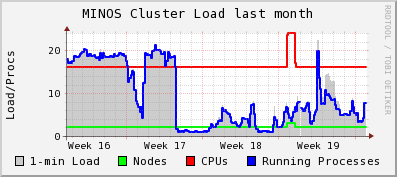 MINOS Cluster Load last month
RRDTOOL / TOBI OETIKER
Load/Procs
20
10
0
Week 16 Week 17 Week 18 Week 19
1-min Load Nodes CPUs Running Processes